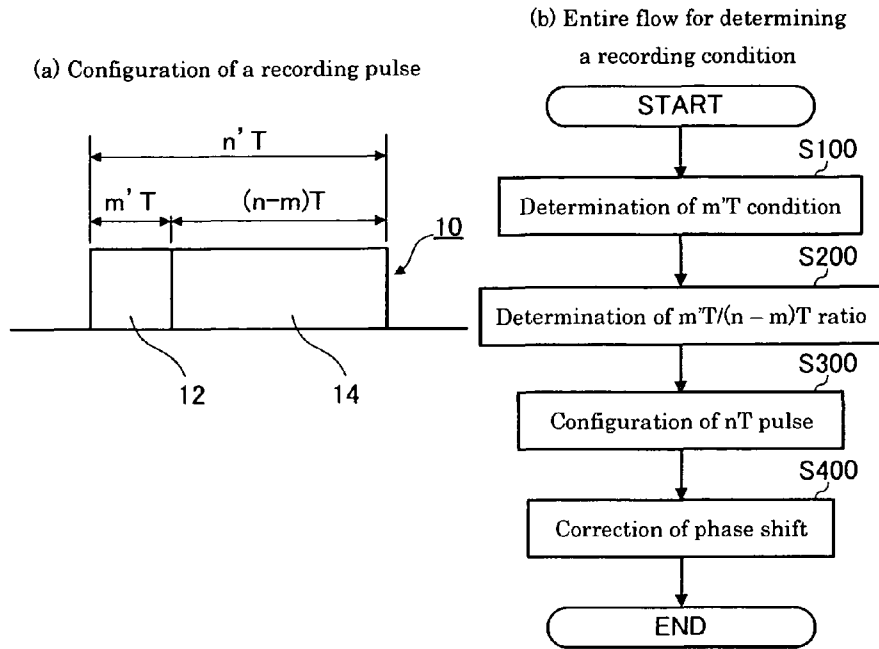 (a) Configuration of a recording pulse
n'T
m'T
(n-m)T
10
12
14
(b) Entire flow for determining
a recording condition
START
S100
Determination of m'T condition
S200
Determination of m'T/(n – m)T ratio
S300
Configuration of nT pulse
S400
Correction of phase shift
END